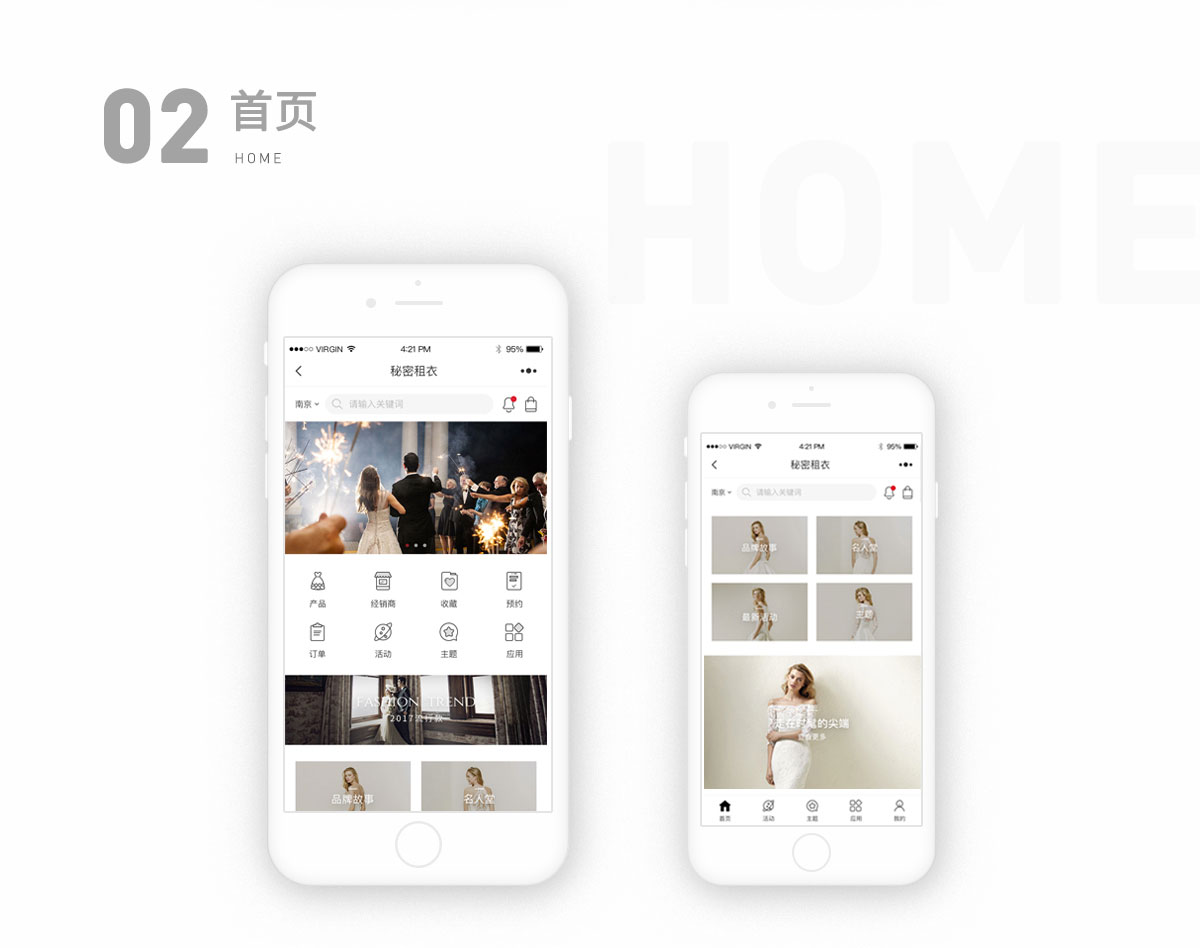 02 首页
HOME
HOME
●●●○○ VIRGIN 4:21 PM 95%
秘密租衣
南京 请输入关键词
产品 经销商 收藏 预约
订单 活动 主题 应用
FASHION TREND
2017流行款
品牌故事 名人堂
●●●○○ VIRGIN 4:21 PM 95%
秘密租衣
南京 请输入关键词
品牌故事 名人堂
最新活动 主题
走在时髦的尖端
查看更多
首页 活动 主题 应用 我的